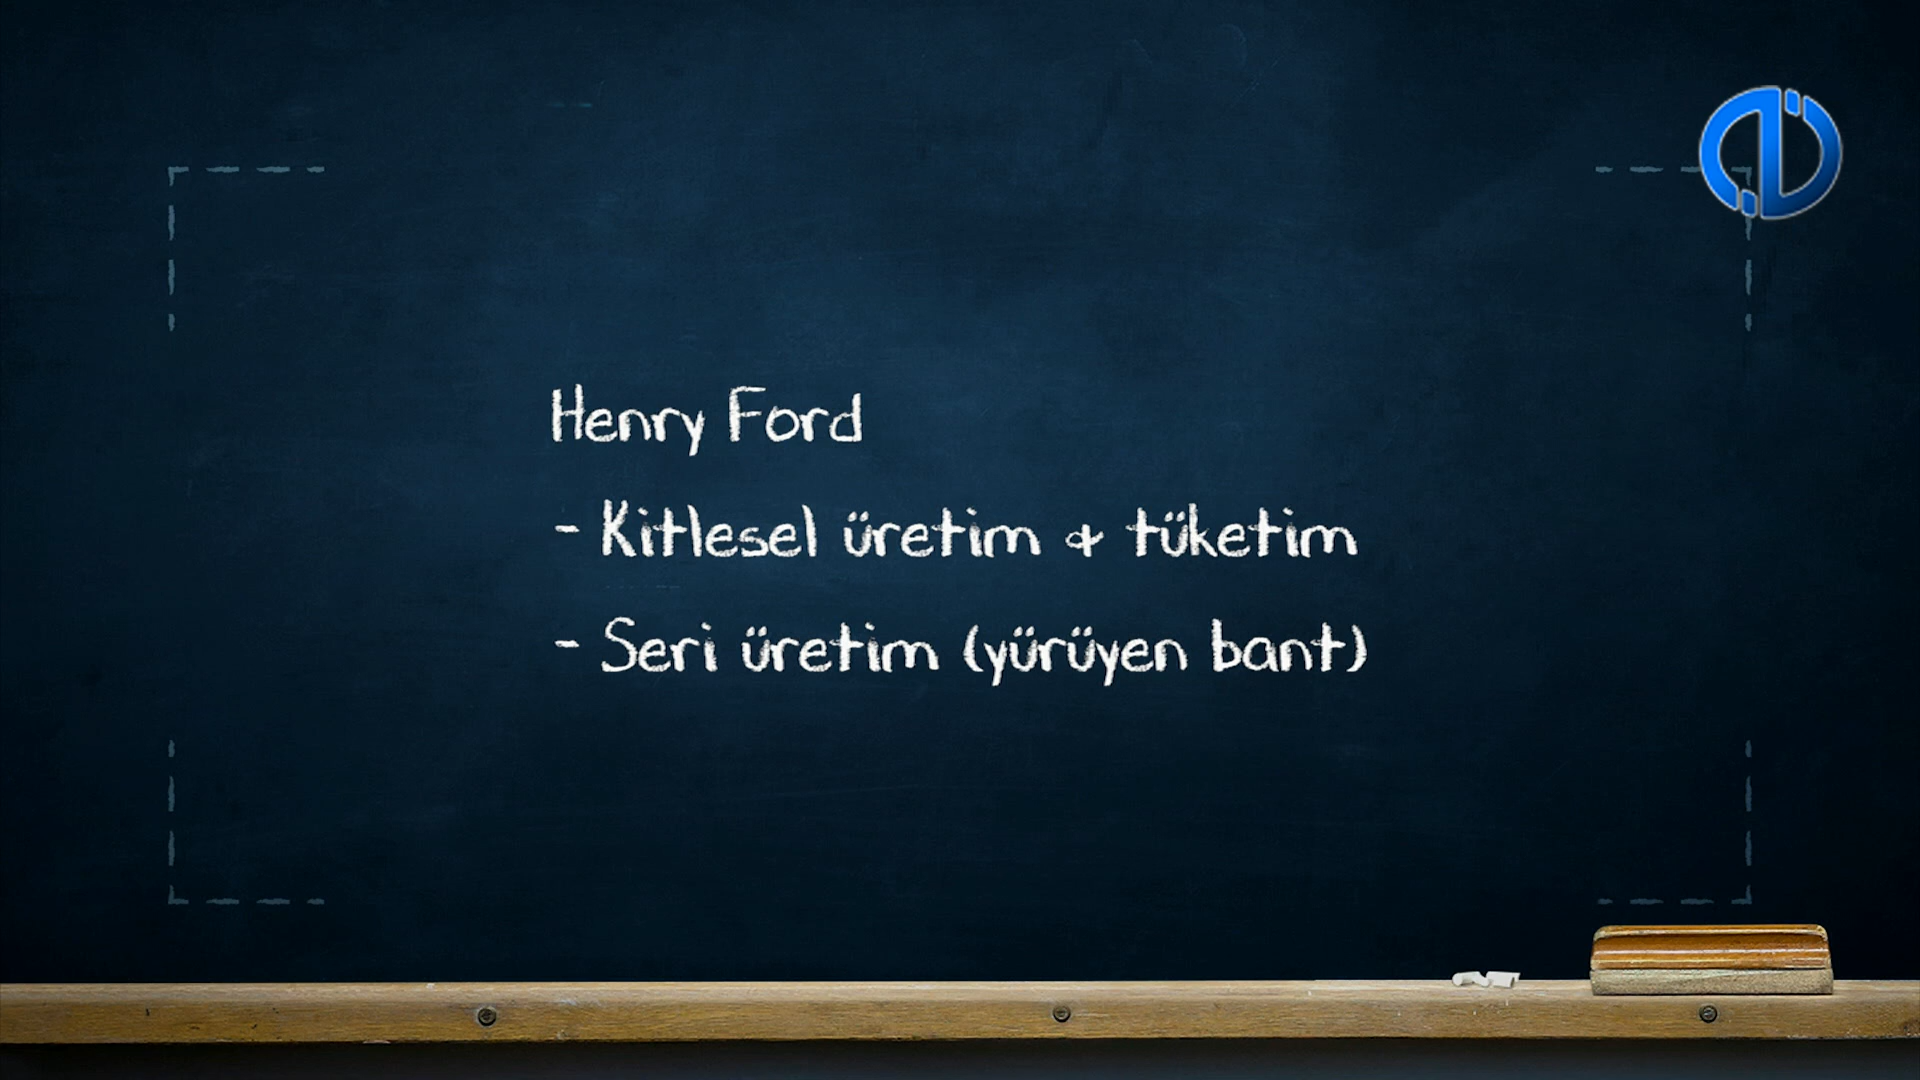 Henry Ford
- Kitlesel üretim & tüketim
- Seri üretim (yürüyen bant)